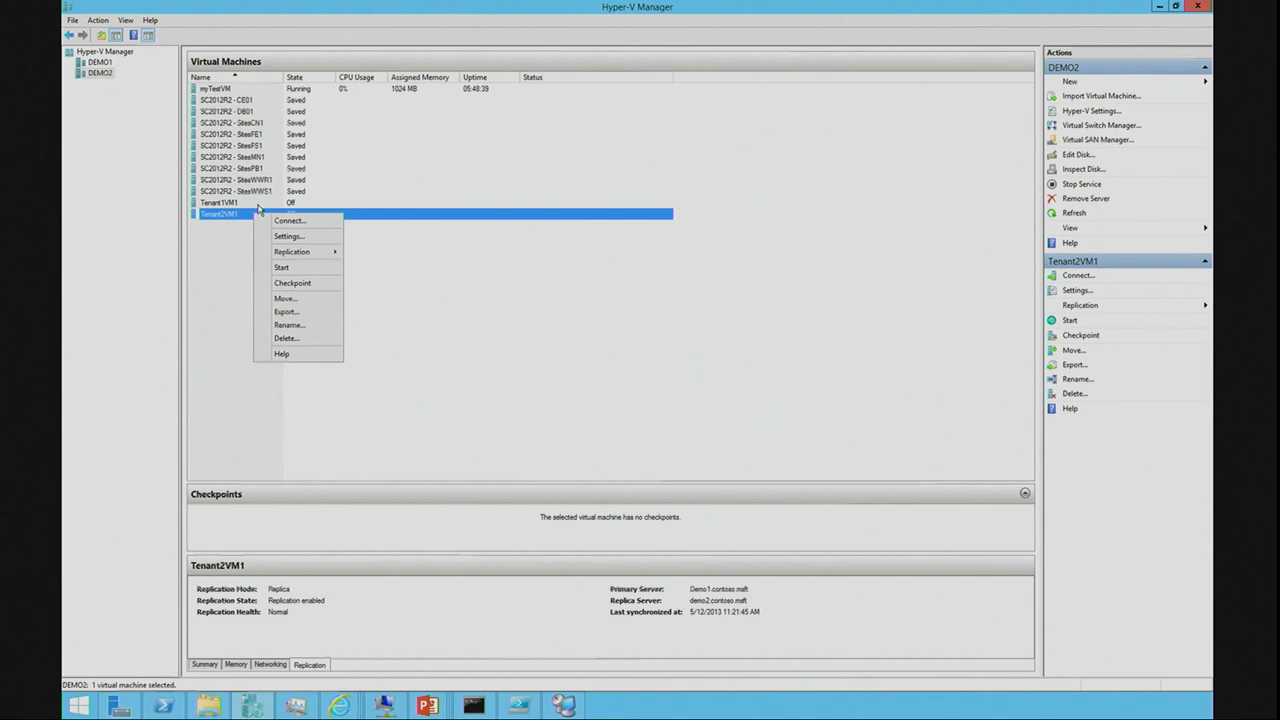 Hyper-V Manager
File Action View Help
Hyper-V Manager
DEMO1
DEMO2
Virtual Machines
Name State CPU Usage Assigned Memory Uptime Status
myTestVM Running 0% 1024 MB 05:48:39
SC2012R2 - CE01 Saved
SC2012R2 - DB01 Saved
SC2012R2 - SitesCN1 Saved
SC2012R2 - SitesFE1 Saved
SC2012R2 - SitesFS1 Saved
SC2012R2 - SitesMN1 Saved
SC2012R2 - SitesPB1 Saved
SC2012R2 - SitesWWR1 Saved
SC2012R2 - SitesWWS1 Saved
Tenant1VM1 Off
Tenant2VM1
Connect...
Settings...
Replication
Start
Checkpoint
Move...
Export...
Rename...
Delete...
Help
Checkpoints
The selected virtual machine has no checkpoints.
Tenant2VM1
Replication Mode: Replica Primary Server: Demo1.contoso.msft
Replication State: Replication enabled Replica Server: demo2.contoso.msft
Replication Health: Normal Last synchronized at: 5/12/2013 11:21:45 AM
Summary Memory Networking Replication
Actions
DEMO2
New
Import Virtual Machine...
Hyper-V Settings...
Virtual Switch Manager...
Virtual SAN Manager...
Edit Disk...
Inspect Disk...
Stop Service
Remove Server
Refresh
View
Help
Tenant2VM1
Connect...
Settings...
Replication
Start
Checkpoint
Move...
Export...
Rename...
Delete...
Help
DEMO2: 1 virtual machine selected.